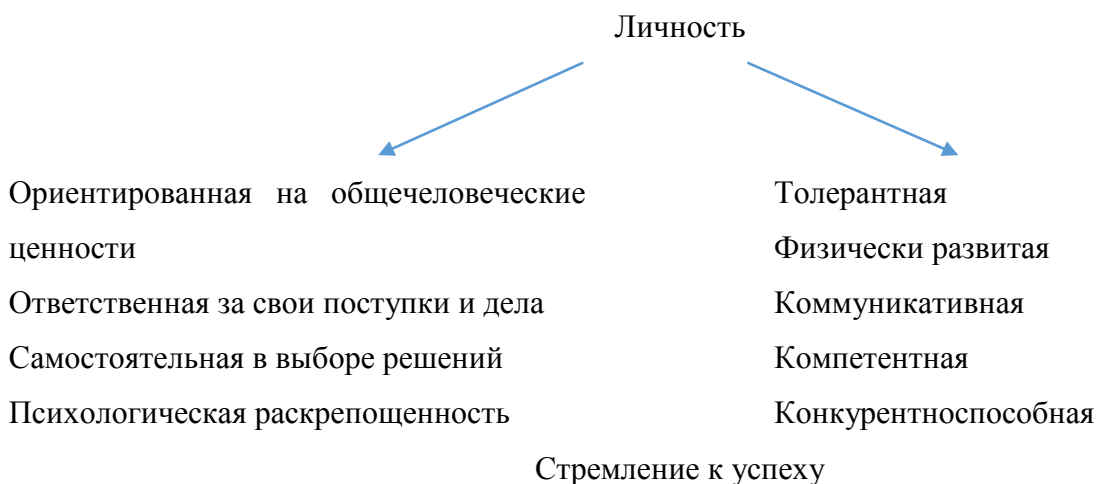 Личность
Ориентированная на общечеловеческие
ценности
Ответственная за свои поступки и дела
Самостоятельная в выборе решений
Психологическая раскрепощенность
Толерантная
Физически развитая
Коммуникативная
Компетентная
Конкурентноспособная
Стремление к успеху